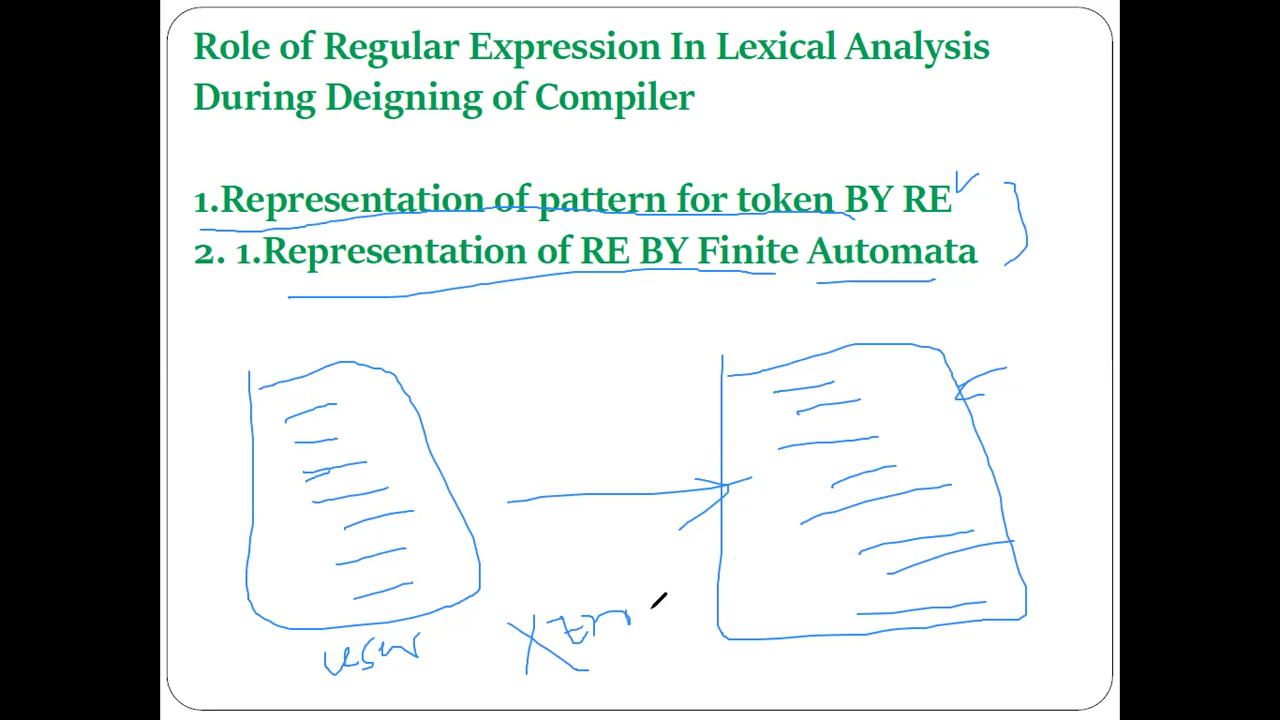 Role of Regular Expression In Lexical Analysis
During Deigning of Compiler
1.Representation of pattern for token BY RE
2. 1.Representation of RE BY Finite Automata
user